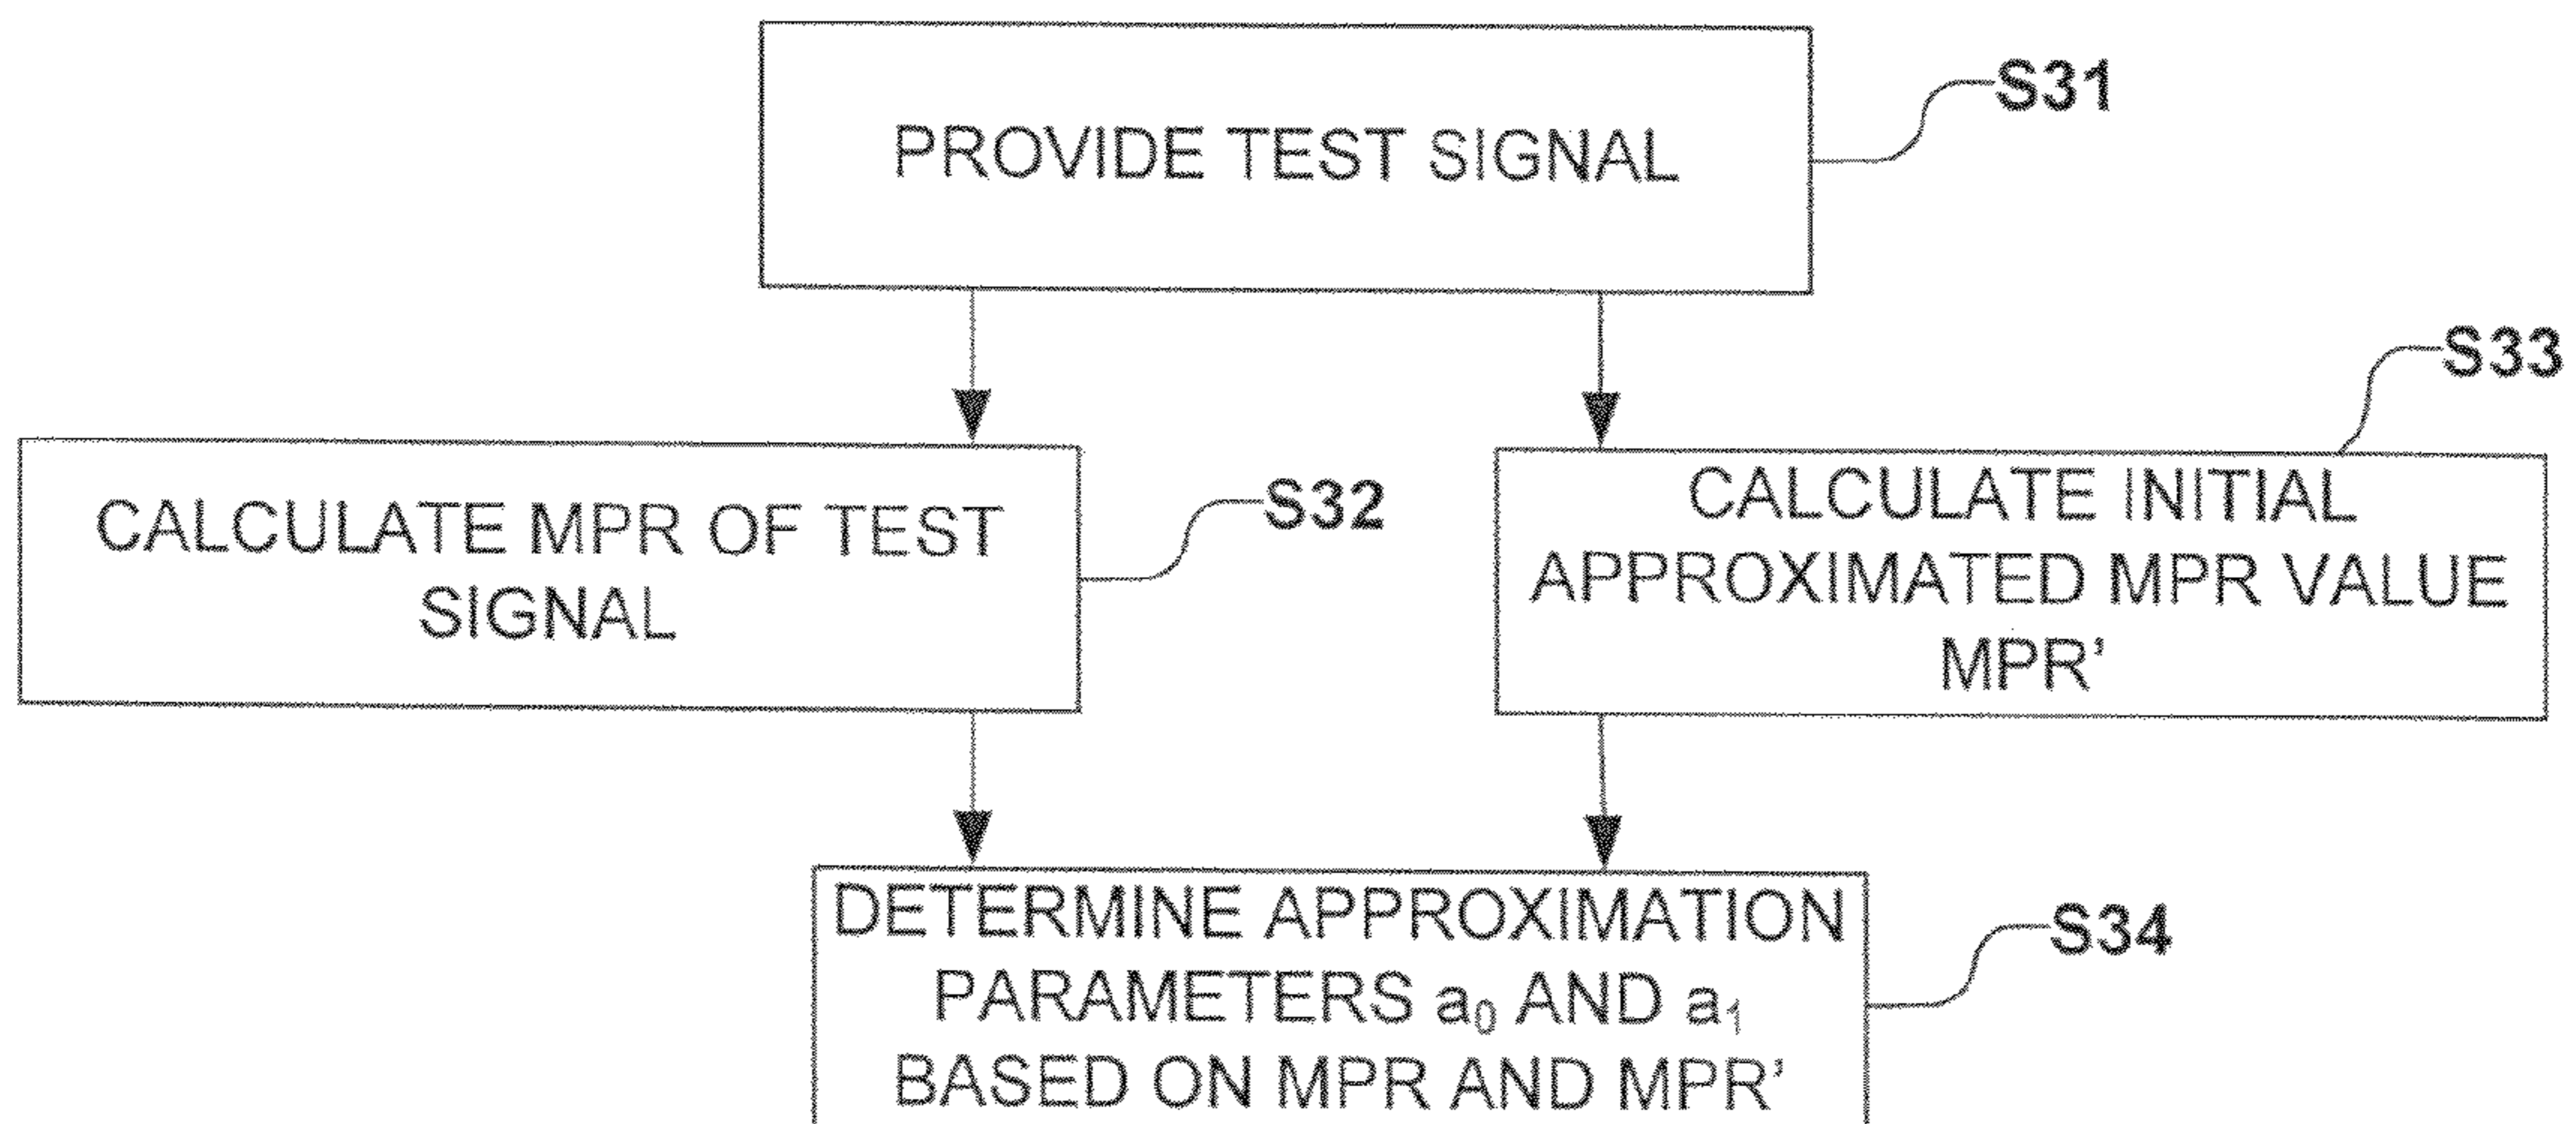 PROVIDE TEST SIGNAL
S31
S33
CALCULATE MPR OF TEST
SIGNAL
S32
CALCULATE INITIAL
APPROXIMATED MPR VALUE
MPR’
DETERMINE APPROXIMATION
PARAMETERS a₀ AND a₁
BASED ON MPR AND MPR’
S34